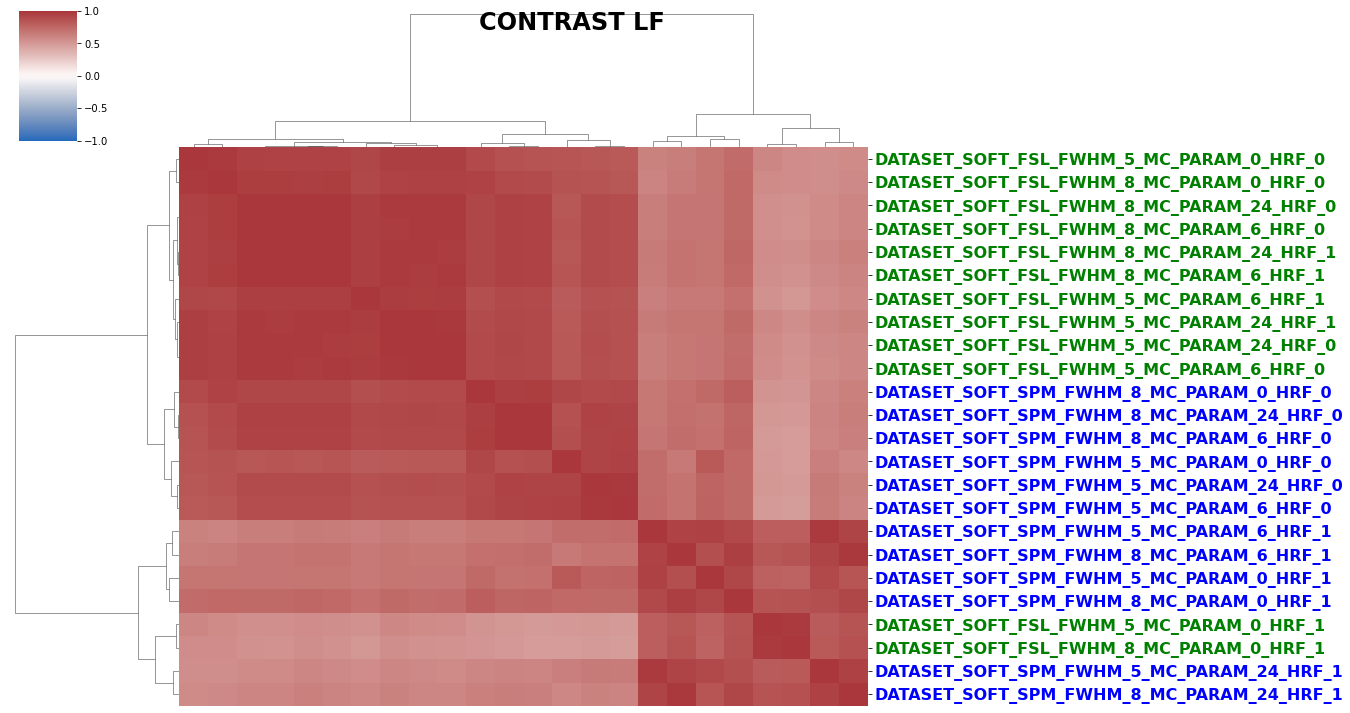 CONTRAST LF
1.0
0.5
0.0
−0.5
−1.0
DATASET_SOFT_FSL_FWHM_5_MC_PARAM_0_HRF_0
DATASET_SOFT_FSL_FWHM_8_MC_PARAM_0_HRF_0
DATASET_SOFT_FSL_FWHM_8_MC_PARAM_24_HRF_0
DATASET_SOFT_FSL_FWHM_8_MC_PARAM_6_HRF_0
DATASET_SOFT_FSL_FWHM_8_MC_PARAM_24_HRF_1
DATASET_SOFT_FSL_FWHM_8_MC_PARAM_6_HRF_1
DATASET_SOFT_FSL_FWHM_5_MC_PARAM_6_HRF_1
DATASET_SOFT_FSL_FWHM_5_MC_PARAM_24_HRF_1
DATASET_SOFT_FSL_FWHM_5_MC_PARAM_24_HRF_0
DATASET_SOFT_FSL_FWHM_5_MC_PARAM_6_HRF_0
DATASET_SOFT_SPM_FWHM_8_MC_PARAM_0_HRF_0
DATASET_SOFT_SPM_FWHM_8_MC_PARAM_24_HRF_0
DATASET_SOFT_SPM_FWHM_8_MC_PARAM_6_HRF_0
DATASET_SOFT_SPM_FWHM_5_MC_PARAM_0_HRF_0
DATASET_SOFT_SPM_FWHM_5_MC_PARAM_24_HRF_0
DATASET_SOFT_SPM_FWHM_5_MC_PARAM_6_HRF_0
DATASET_SOFT_SPM_FWHM_5_MC_PARAM_6_HRF_1
DATASET_SOFT_SPM_FWHM_8_MC_PARAM_6_HRF_1
DATASET_SOFT_SPM_FWHM_5_MC_PARAM_0_HRF_1
DATASET_SOFT_SPM_FWHM_8_MC_PARAM_0_HRF_1
DATASET_SOFT_FSL_FWHM_5_MC_PARAM_0_HRF_1
DATASET_SOFT_FSL_FWHM_8_MC_PARAM_0_HRF_1
DATASET_SOFT_SPM_FWHM_5_MC_PARAM_24_HRF_1
DATASET_SOFT_SPM_FWHM_8_MC_PARAM_24_HRF_1